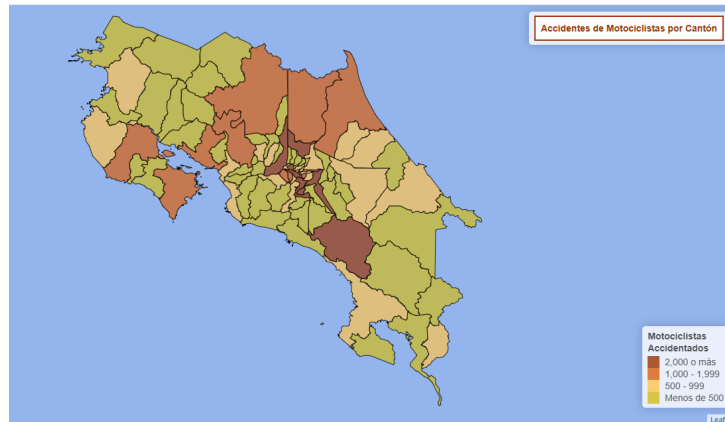 Accidentes de Motociclistas por Cantón
Motociclistas
Accidentados
2,000 o más
1,000 - 1,999
500 - 999
Menos de 500
Leaf